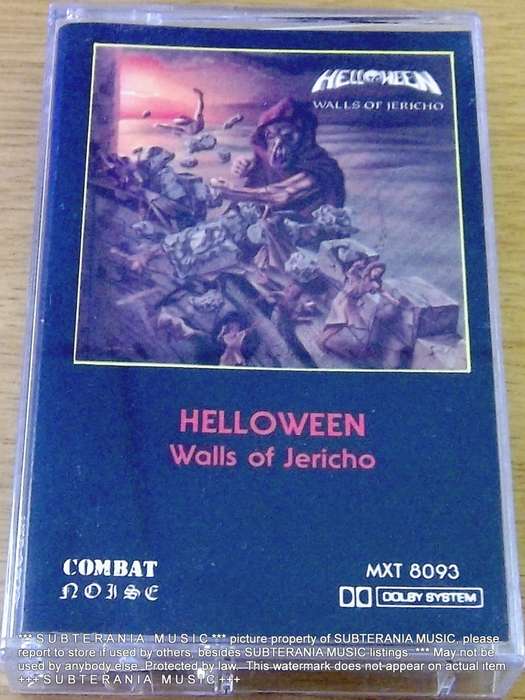 HELLOWEEN
WALLS OF JERICHO
HELLOWEEN
Walls of Jericho
COMBAT
NOISE
MXT 8093
DOLBY SYSTEM
*** S U B T E R A N I A   M U S I C *** picture property of SUBTERANIA MUSIC, please
report to store if used by others, besides SUBTERANIA MUSIC listings *** May not be
used by anybody else. Protected by law. This watermark does not appear on actual item
+++ S U B T E R A N I A   M U S I C +++